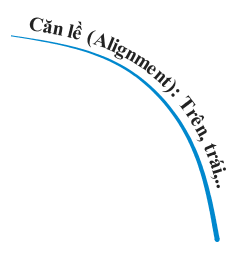 Căn lề (Alignment): Trên, trái,..